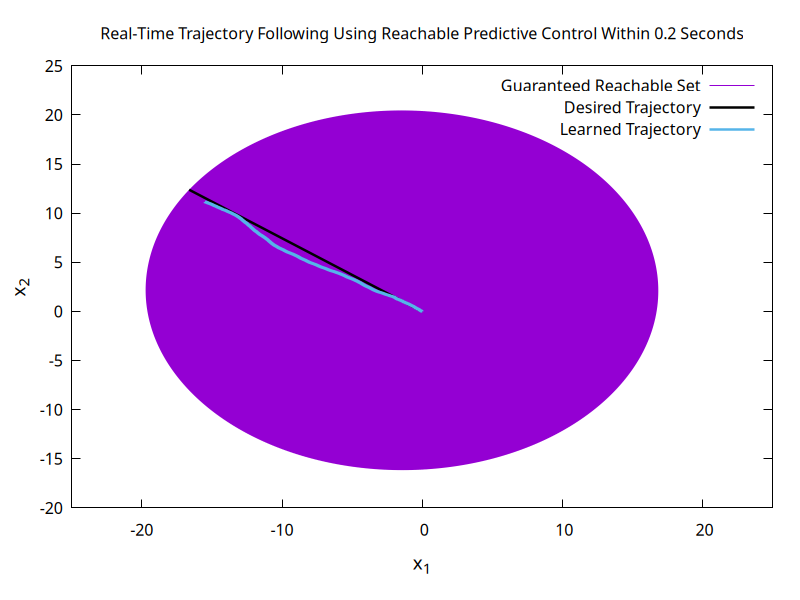 Real-Time Trajectory Following Using Reachable Predictive Control Within 0.2 Seconds
25
20
15
10
5
0
-5
-10
-15
-20
x2
Guaranteed Reachable Set
Desired Trajectory
Learned Trajectory
-20 -10 0 10 20
x1